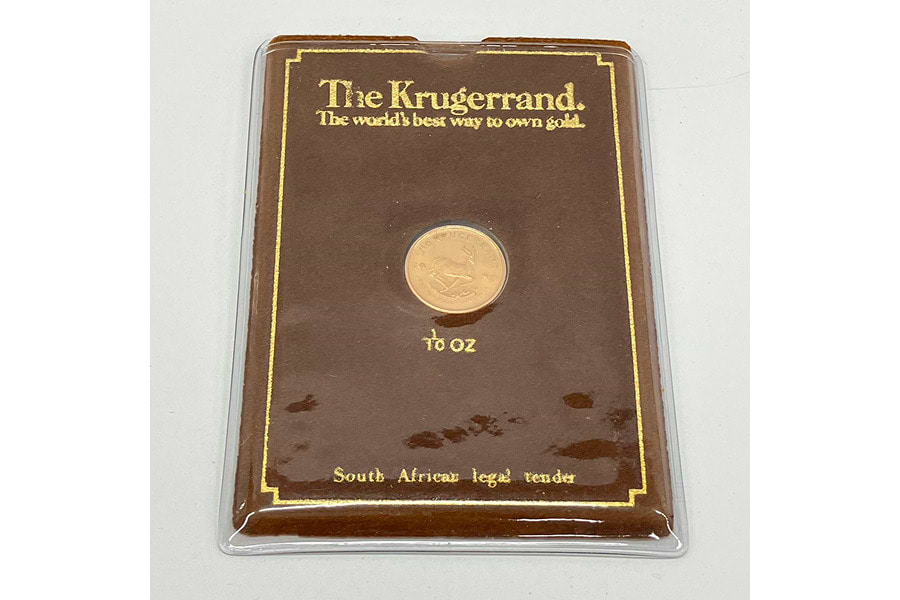 The Krugerrand.
The world's best way to own gold.
1/10 OZ
South African legal tender